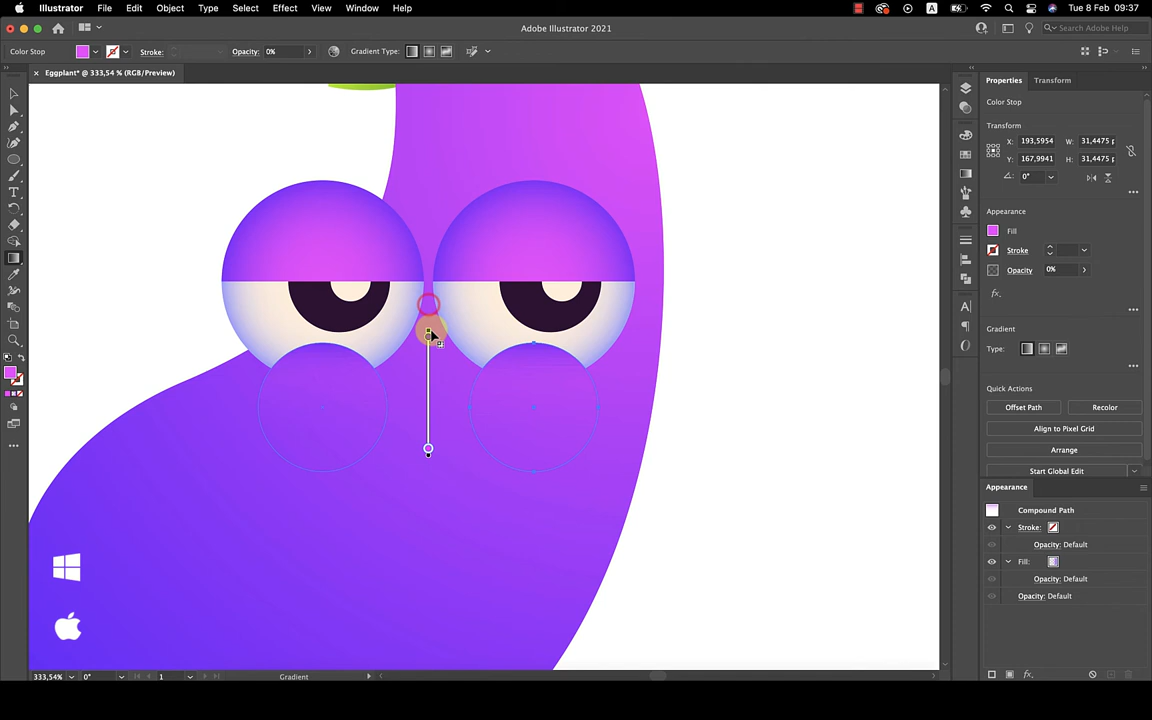 Illustrator File Edit Object Type Select Effect View Window Help
A Tue 8 Feb 09:37
Adobe Illustrator 2021
Search Adobe Help
Color Stop Stroke: Opacity: 0% Gradient Type:
× Eggplant* @ 333,54 % (RGB/Preview)
Properties Transform
Color Stop
Transform
X: 193,5954 W: 31,4475 p
Y: 167,9941 H: 31,4475 p
0°
Appearance
Fill
Stroke
Opacity 0%
fx.
Gradient
Type:
Quick Actions
Offset Path Recolor
Align to Pixel Grid
Arrange
Start Global Edit
Appearance
Compound Path
Stroke:
Opacity: Default
Fill:
Opacity: Default
Opacity: Default
fx.
333,54% 0° 1 Gradient